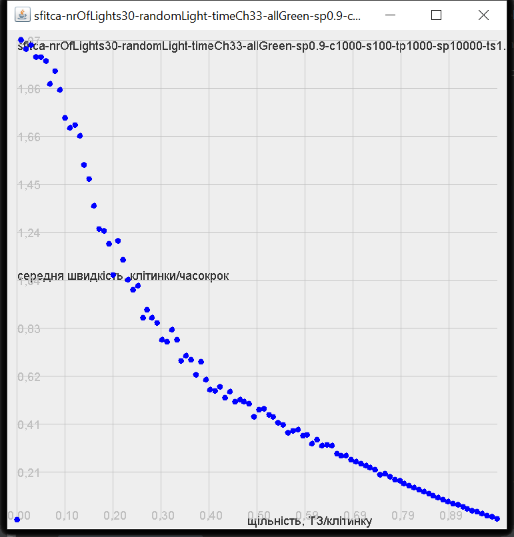 sfitca-nrOfLights30-randomLight-timeCh33-allGreen-sp0.9-c...
sfitca-nrOfLights30-randomLight-timeCh33-allGreen-sp0.9-c1000-s100-tp1000-sp10000-ts1.
1,86
1,66
1,45
1,24
середня швидкість, клітинки/часокрок
0,83
0,62
0,41
0,21
0,10 0,20 0,30 0,40 0,50 0,60 0,69 0,79 0,89
щільність, ТЗ/клітинку